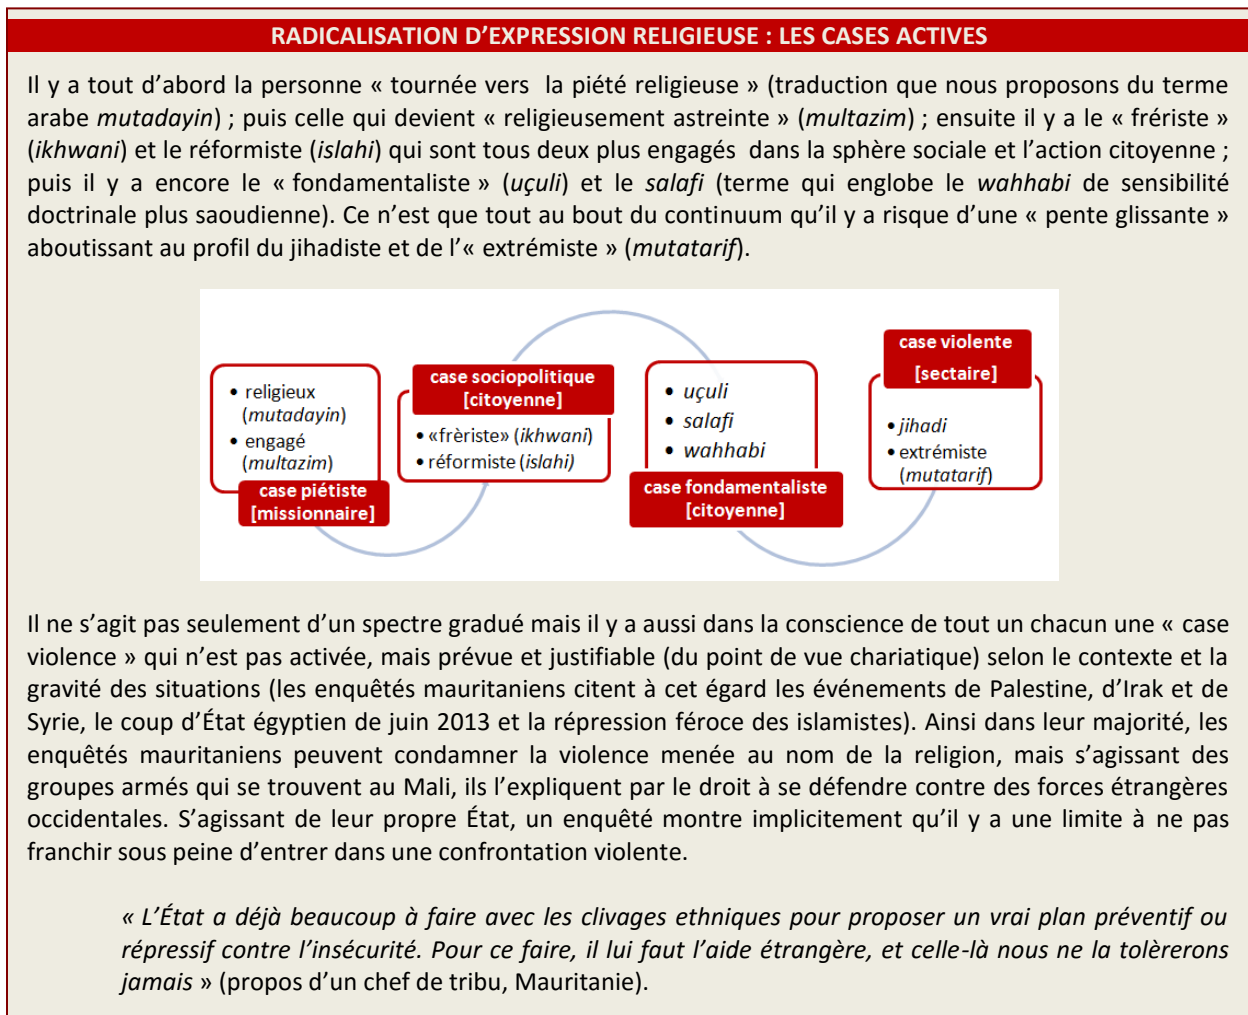 RADICALISATION D’EXPRESSION RELIGIEUSE : LES CASES ACTIVES
Il y a tout d’abord la personne « tournée vers la piété religieuse » (traduction que nous proposons du terme
arabe mutadayin) ; puis celle qui devient « religieusement astreinte » (multazim) ; ensuite il y a le « frériste »
(ikhwani) et le réformiste (islahi) qui sont tous deux plus engagés dans la sphère sociale et l’action citoyenne ;
puis il y a encore le « fondamentaliste » (uçuli) et le salafi (terme qui englobe le wahhabi de sensibilité
doctrinale plus saoudienne). Ce n’est que tout au bout du continuum qu’il y a risque d’une « pente glissante »
aboutissant au profil du jihadiste et de l’« extrémiste » (mutatarif).
• religieux
(mutadayin)
• engagé
(multazim)
case piétiste
[missionnaire]
case sociopolitique
[citoyenne]
• «frèriste» (ikhwani)
• réformiste (islahi)
• uçuli
• salafi
• wahhabi
case fondamentaliste
[citoyenne]
case violente
[sectaire]
• jihadi
• extrémiste
(mutatarif)
Il ne s’agit pas seulement d’un spectre gradué mais il y a aussi dans la conscience de tout un chacun une « case
violence » qui n’est pas activée, mais prévue et justifiable (du point de vue chariatique) selon le contexte et la
gravité des situations (les enquêtés mauritaniens citent à cet égard les événements de Palestine, d’Irak et de
Syrie, le coup d’État égyptien de juin 2013 et la répression féroce des islamistes). Ainsi dans leur majorité, les
enquêtés mauritaniens peuvent condamner la violence menée au nom de la religion, mais s’agissant des
groupes armés qui se trouvent au Mali, ils l’expliquent par le droit à se défendre contre des forces étrangères
occidentales. S’agissant de leur propre État, un enquêté montre implicitement qu’il y a une limite à ne pas
franchir sous peine d’entrer dans une confrontation violente.
« L’État a déjà beaucoup à faire avec les clivages ethniques pour proposer un vrai plan préventif ou
répressif contre l’insécurité. Pour ce faire, il lui faut l’aide étrangère, et celle-là nous ne la tolèrerons
jamais » (propos d’un chef de tribu, Mauritanie).